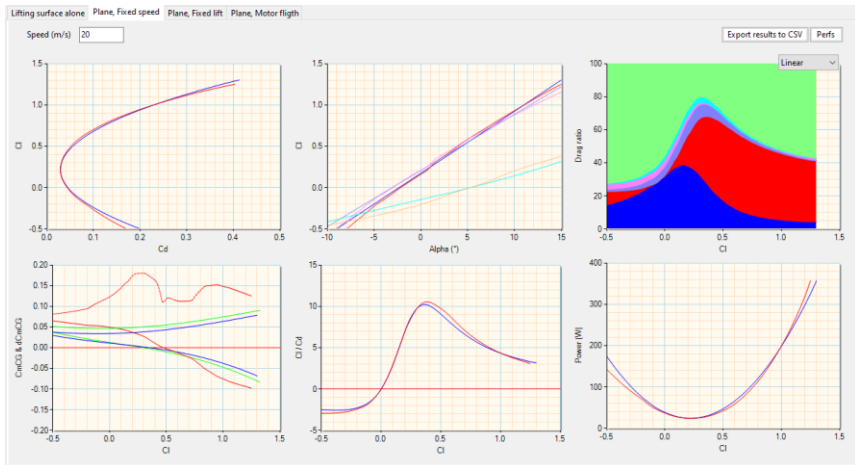 Lifting surface alone Plane, Fixed speed Plane, Fixed lift Plane, Motor fligth
Speed (m/s) 20 Export results to CSV Perfs
1.5
1.0
0.5
0.0
-0.5
Cl
0.0 0.1 0.2 0.3 0.4 0.5
Cd
1.5
1.0
0.5
0.0
-0.5
Cl
-10 -5 0 5 10 15
Alpha (°)
Linear
100
80
60
40
20
0
Drag ratio
-0.5 0.0 0.5 1.0 1.5
Cl
0.20
0.15
0.10
0.05
0.00
-0.05
-0.10
-0.15
-0.20
CmCG & dCmCG
-0.5 0.0 0.5 1.0 1.5
Cl
15
10
5
0
-5
Cl / Cd
-0.5 0.0 0.5 1.0 1.5
Cl
400
300
200
100
0
Power [W]
-0.5 0.0 0.5 1.0 1.5
Cl